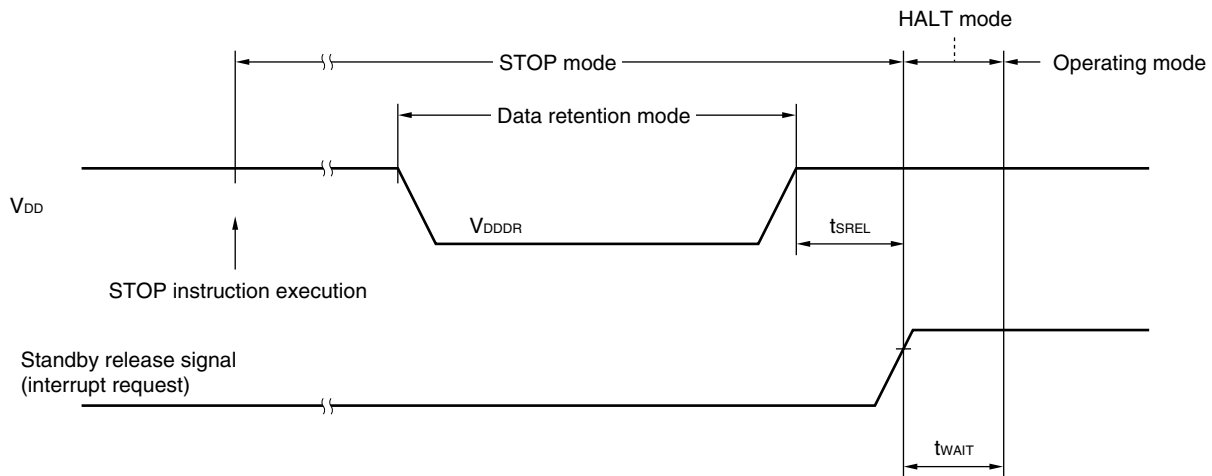 HALT mode
STOP mode
Operating mode
Data retention mode
VDD
VDDDR
tSREL
STOP instruction execution
Standby release signal
(interrupt request)
tWAIT